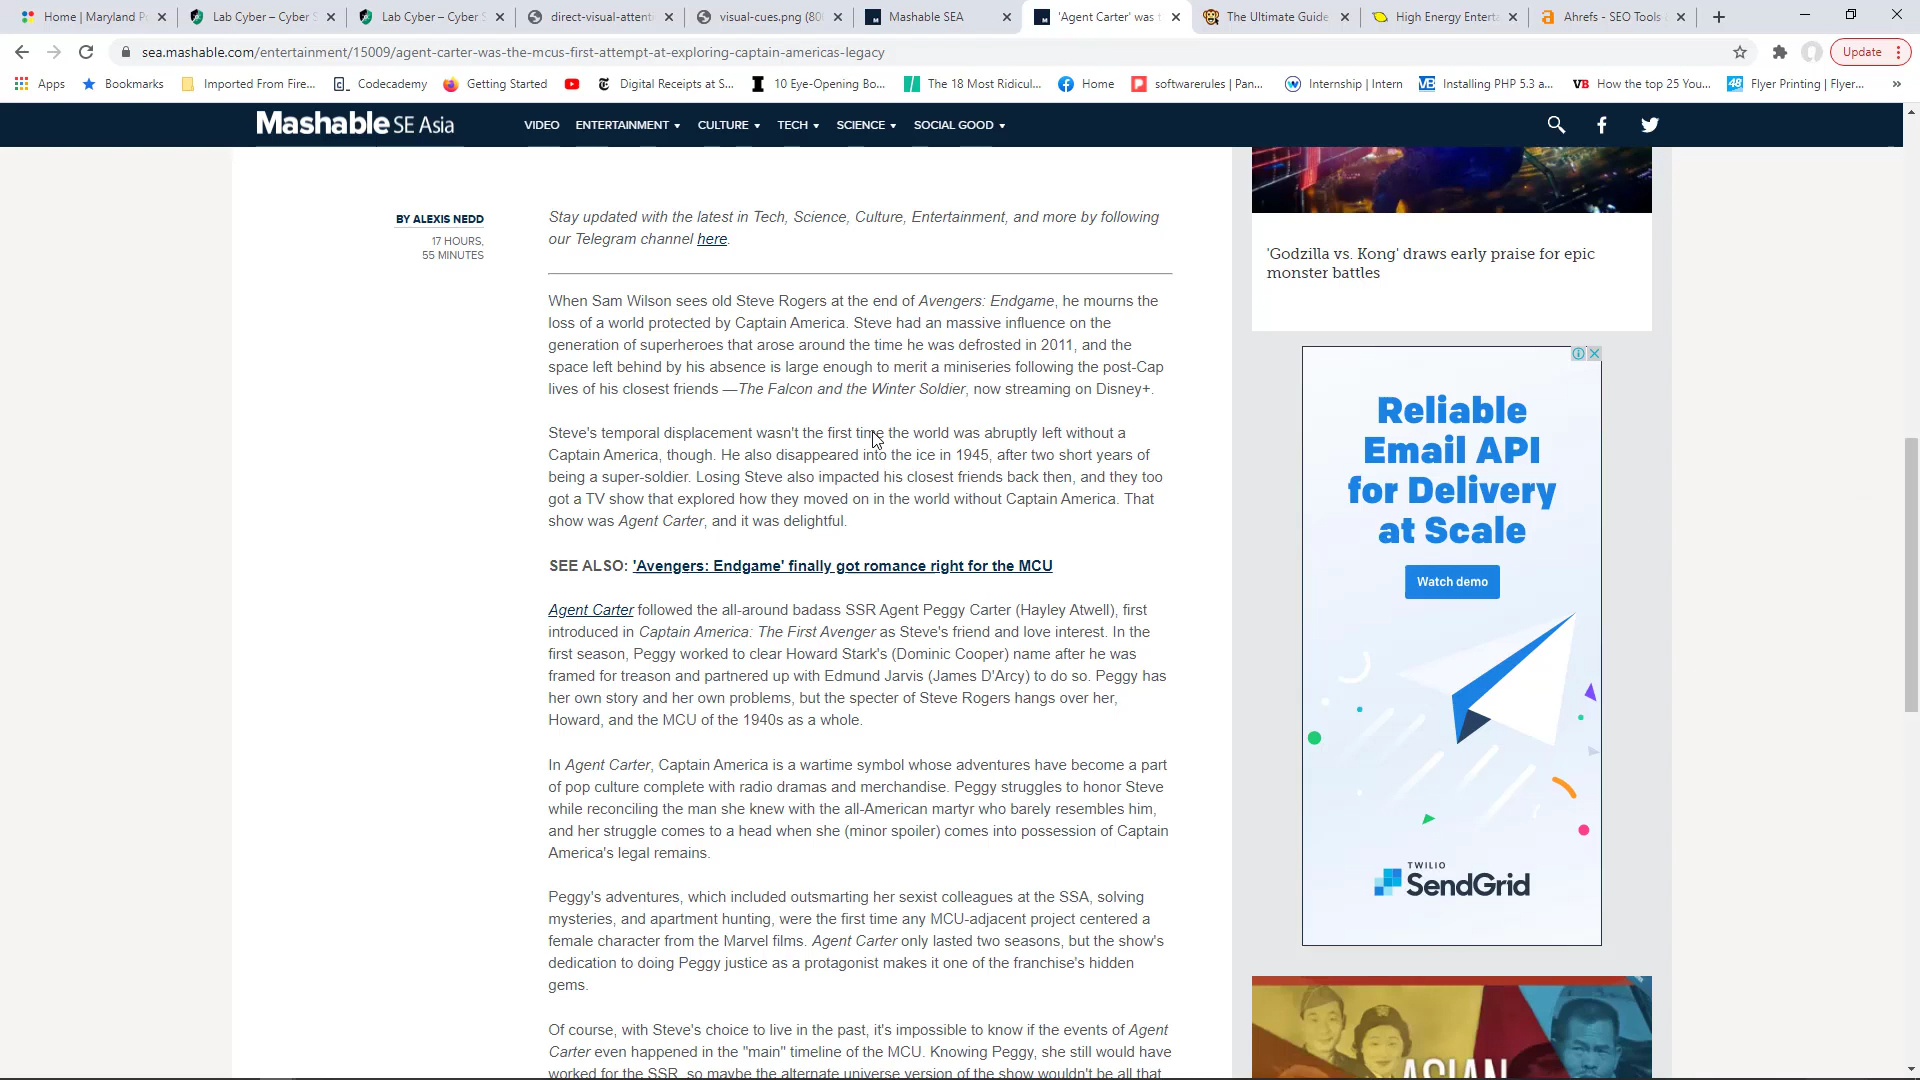 Home | Maryland P
Lab Cyber – Cyber S
Lab Cyber – Cyber S
direct-visual-attent
visual-cues.png (80
Mashable SEA
'Agent Carter' was t
The Ultimate Guide
High Energy Enterta
Ahrefs - SEO Tools
sea.mashable.com/entertainment/15009/agent-carter-was-the-mcus-first-attempt-at-exploring-captain-americas-legacy
Update
Apps
Bookmarks
Imported From Fire...
Codecademy
Getting Started
Digital Receipts at S...
10 Eye-Opening Bo...
The 18 Most Ridicul...
Home
softwarerules | Pan...
Internship | Intern
Installing PHP 5.3 a...
How the top 25 You...
Flyer Printing | Flyer...
Mashable SE Asia
VIDEO
ENTERTAINMENT
CULTURE
TECH
SCIENCE
SOCIAL GOOD
BY ALEXIS NEDD
17 HOURS,
55 MINUTES
Stay updated with the latest in Tech, Science, Culture, Entertainment, and more by following
our Telegram channel here.
When Sam Wilson sees old Steve Rogers at the end of Avengers: Endgame, he mourns the
loss of a world protected by Captain America. Steve had an massive influence on the
generation of superheroes that arose around the time he was defrosted in 2011, and the
space left behind by his absence is large enough to merit a miniseries following the post-Cap
lives of his closest friends —The Falcon and the Winter Soldier, now streaming on Disney+.
Steve's temporal displacement wasn't the first time the world was abruptly left without a
Captain America, though. He also disappeared into the ice in 1945, after two short years of
being a super-soldier. Losing Steve also impacted his closest friends back then, and they too
got a TV show that explored how they moved on in the world without Captain America. That
show was Agent Carter, and it was delightful.
SEE ALSO: 'Avengers: Endgame' finally got romance right for the MCU
Agent Carter followed the all-around badass SSR Agent Peggy Carter (Hayley Atwell), first
introduced in Captain America: The First Avenger as Steve's friend and love interest. In the
first season, Peggy worked to clear Howard Stark's (Dominic Cooper) name after he was
framed for treason and partnered up with Edmund Jarvis (James D'Arcy) to do so. Peggy has
her own story and her own problems, but the specter of Steve Rogers hangs over her,
Howard, and the MCU of the 1940s as a whole.
In Agent Carter, Captain America is a wartime symbol whose adventures have become a part
of pop culture complete with radio dramas and merchandise. Peggy struggles to honor Steve
while reconciling the man she knew with the all-American martyr who barely resembles him,
and her struggle comes to a head when she (minor spoiler) comes into possession of Captain
America's legal remains.
Peggy's adventures, which included outsmarting her sexist colleagues at the SSA, solving
mysteries, and apartment hunting, were the first time any MCU-adjacent project centered a
female character from the Marvel films. Agent Carter only lasted two seasons, but the show's
dedication to doing Peggy justice as a protagonist makes it one of the franchise's hidden
gems.
Of course, with Steve's choice to live in the past, it's impossible to know if the events of Agent
Carter even happened in the "main" timeline of the MCU. Knowing Peggy, she still would have
worked for the SSR, so maybe the alternate universe version of the show wouldn't be all that
'Godzilla vs. Kong' draws early praise for epic
monster battles
Reliable
Email API
for Delivery
at Scale
Watch demo
TWILIO
SendGrid
ASIAN